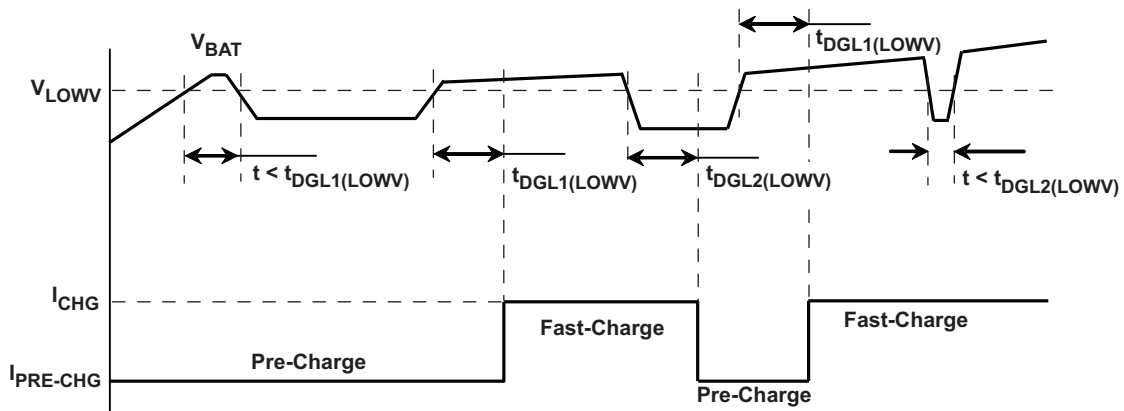 t_DGL1(LOWV)
V_BAT
V_LOWV
t < t_DGL1(LOWV)
t_DGL1(LOWV)
t_DGL2(LOWV)
t < t_DGL2(LOWV)
I_CHG
Fast-Charge
Fast-Charge
Pre-Charge
I_PRE-CHG
Pre-Charge